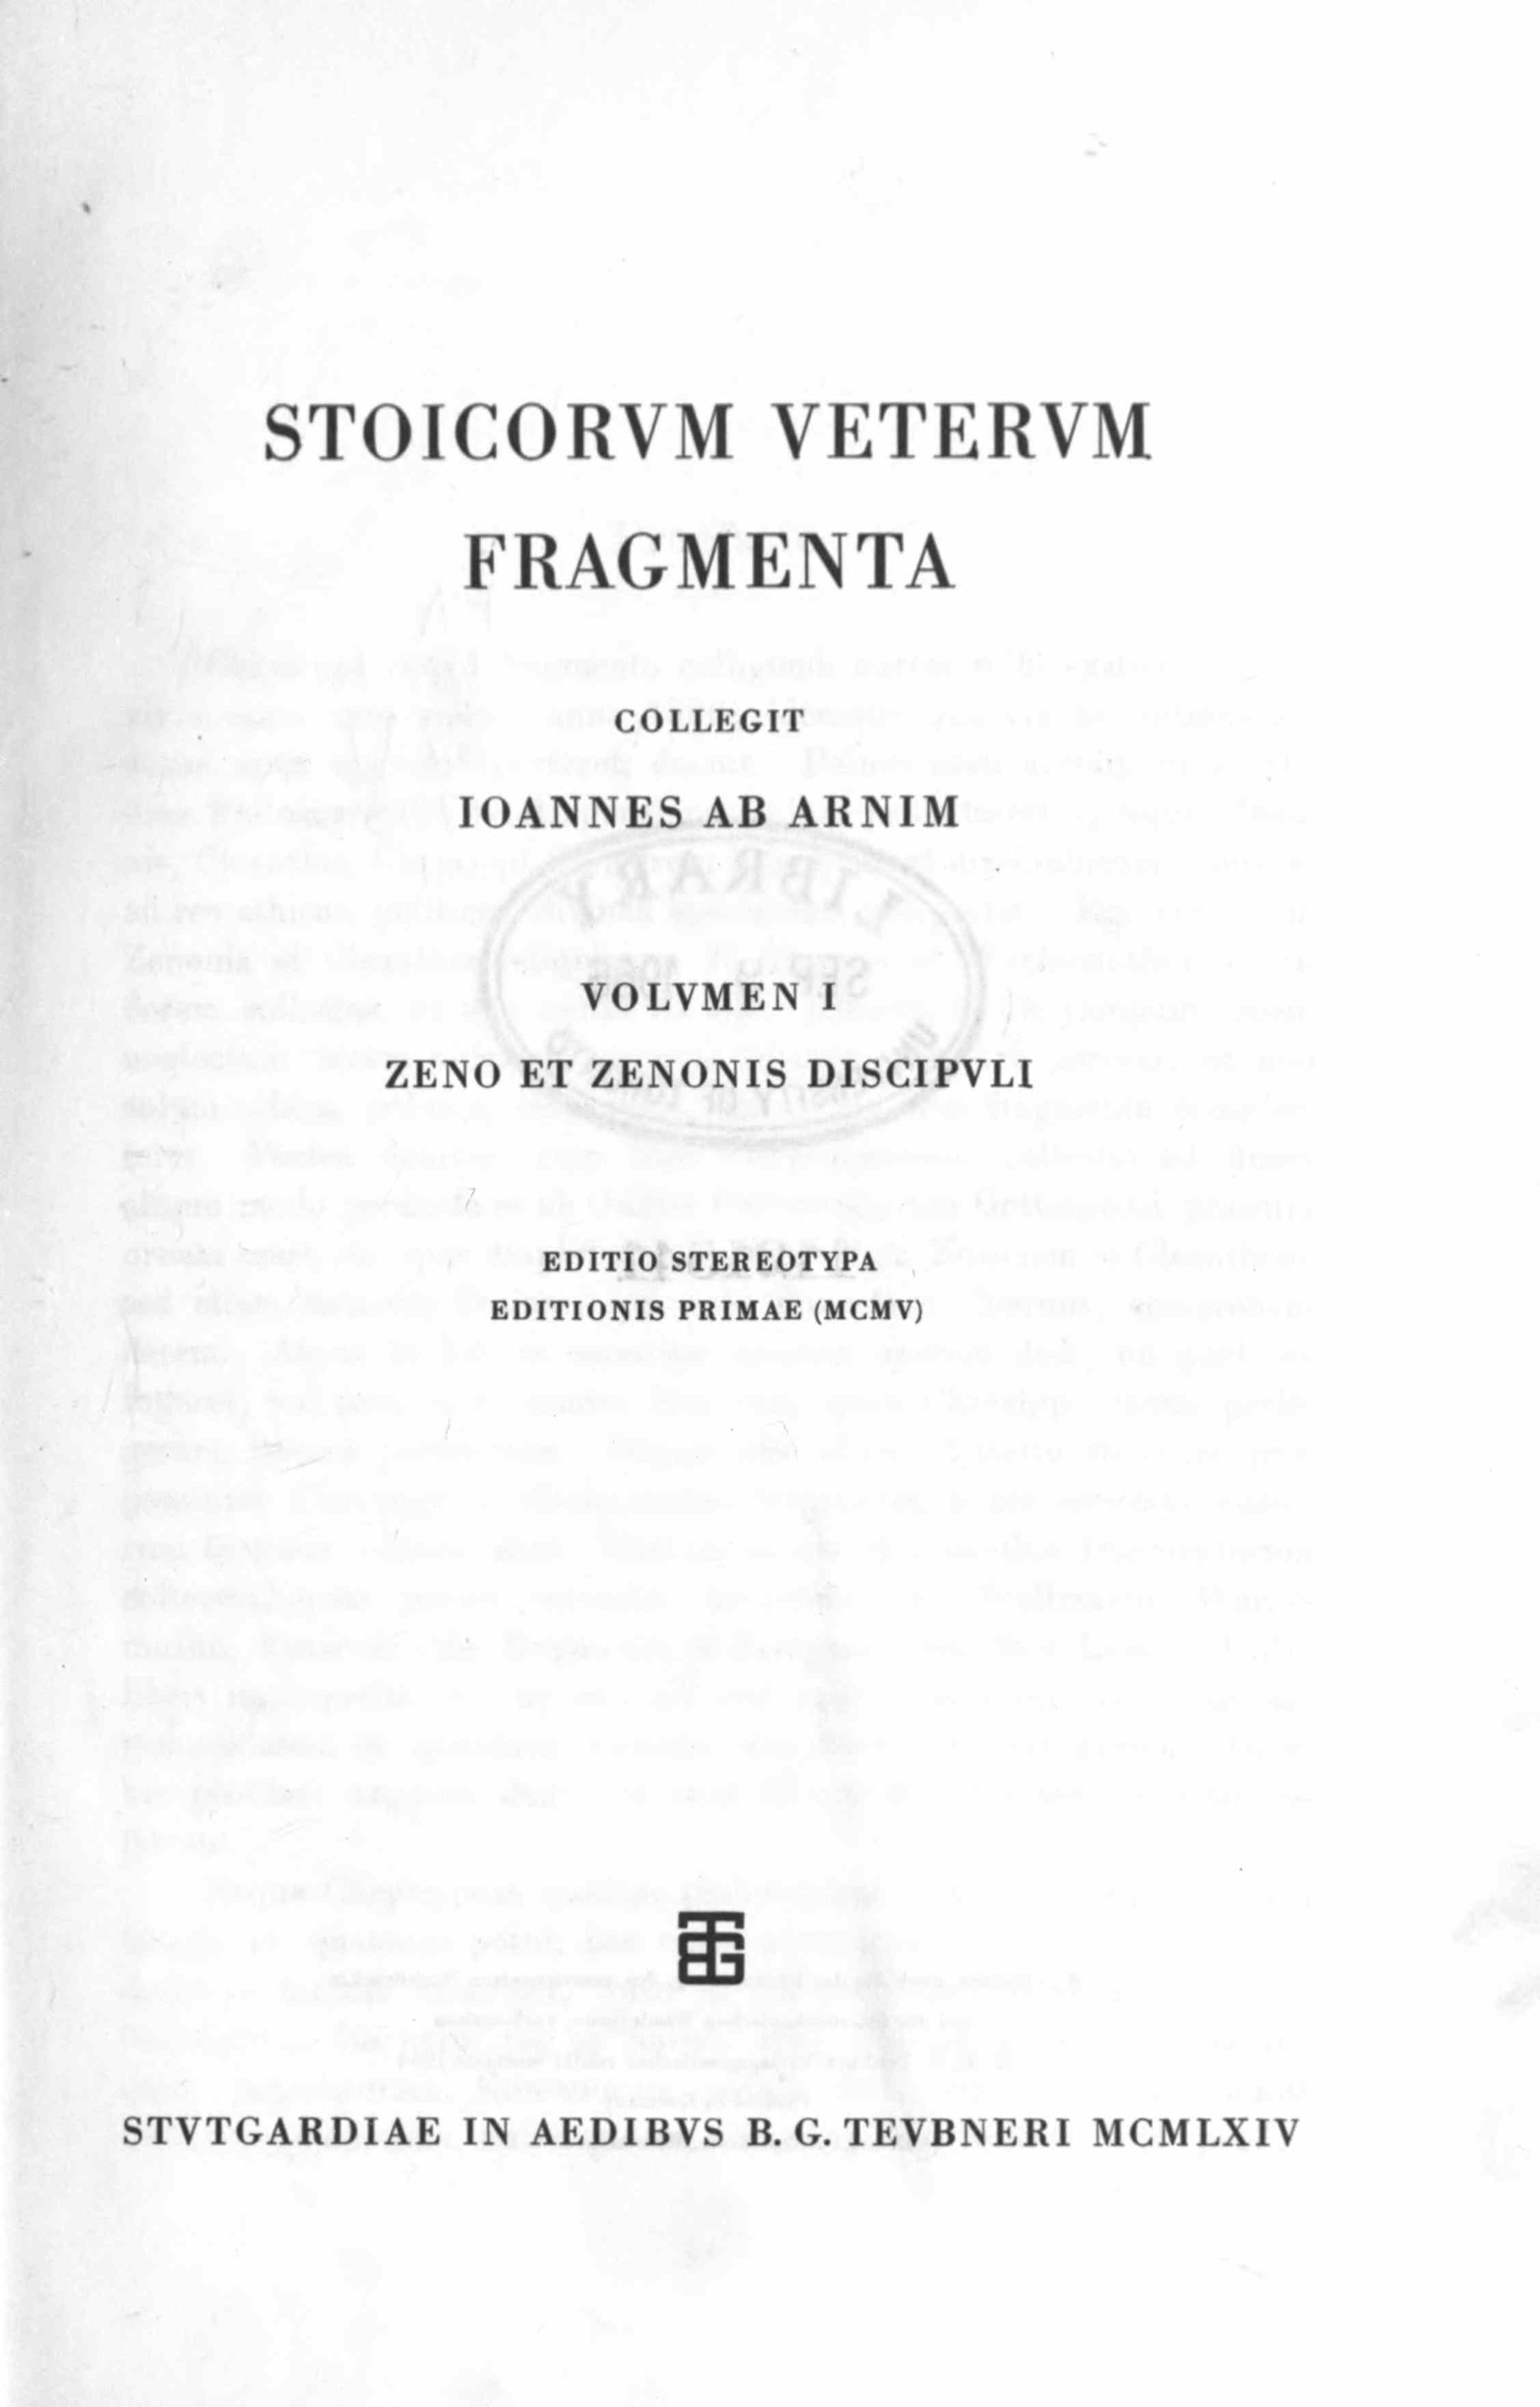 STOICORVM VETERVM
FRAGMENTA
COLLEGIT
IOANNES AB ARNIM
VOLVMEN I
ZENO ET ZENONIS DISCIPVLI
EDITIO STEREOTYPA
EDITIONIS PRIMAE (MCMV)
STVTGARDIAE IN AEDIBVS B. G. TEVBNERI MCMLXIV